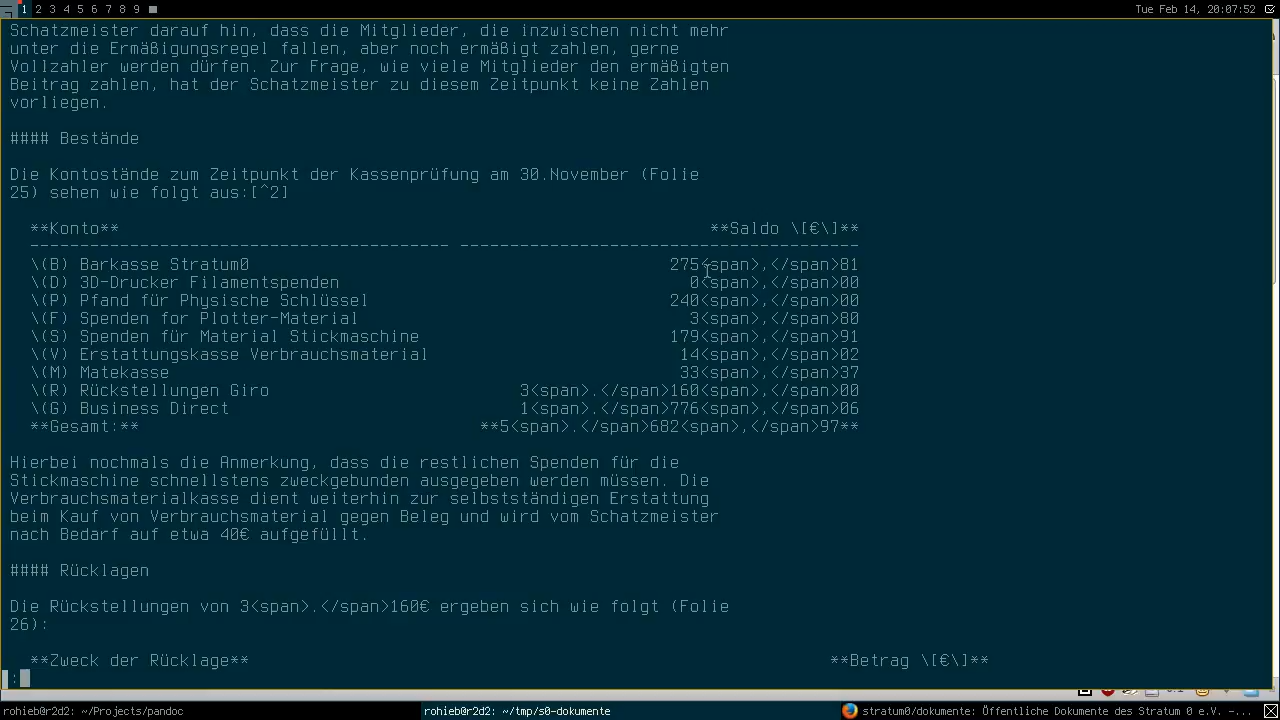 1 2 3 4 5 6 7 8 9
Tue Feb 14, 20:07:52
Schatzmeister darauf hin, dass die Mitglieder, die inzwischen nicht mehr
unter die Ermäßigungsregel fallen, aber noch ermäßigt zahlen, gerne
Vollzahler werden dürfen. Zur Frage, wie viele Mitglieder den ermäßigten
Beitrag zahlen, hat der Schatzmeister zu diesem Zeitpunkt keine Zahlen
vorliegen.
#### Bestände
Die Kontostände zum Zeitpunkt der Kassenprüfung am 30.November (Folie
25) sehen wie folgt aus:[^2]
**Konto** **Saldo \[€\]**
------------------------------------------ ----------------------------------------
\(B) Barkasse Stratum0 275<span>,</span>81
\(D) 3D-Drucker Filamentspenden 0<span>,</span>00
\(P) Pfand für Physische Schlüssel 240<span>,</span>00
\(F) Spenden for Plotter-Material 3<span>,</span>80
\(S) Spenden für Material Stickmaschine 179<span>,</span>91
\(V) Erstattungskasse Verbrauchsmaterial 14<span>,</span>02
\(M) Matekasse 33<span>,</span>37
\(R) Rückstellungen Giro 3<span>.</span>160<span>,</span>00
\(G) Business Direct 1<span>.</span>776<span>,</span>06
**Gesamt:** **5<span>.</span>682<span>,</span>97**
Hierbei nochmals die Anmerkung, dass die restlichen Spenden für die
Stickmaschine schnellstens zweckgebunden ausgegeben werden müssen. Die
Verbrauchsmaterialkasse dient weiterhin zur selbstständigen Erstattung
beim Kauf von Verbrauchsmaterial gegen Beleg und wird vom Schatzmeister
nach Bedarf auf etwa 40€ aufgefüllt.
#### Rücklagen
Die Rückstellungen von 3<span>.</span>160€ ergeben sich wie folgt (Folie
26):
**Zweck der Rücklage** **Betrag \[€\]**
:
rohieb@r2d2: ~/Projects/pandoc
rohieb@r2d2: ~/tmp/s0-dokumente
stratum0/dokumente: Öffentliche Dokumente des Stratum 0 e.V. -...